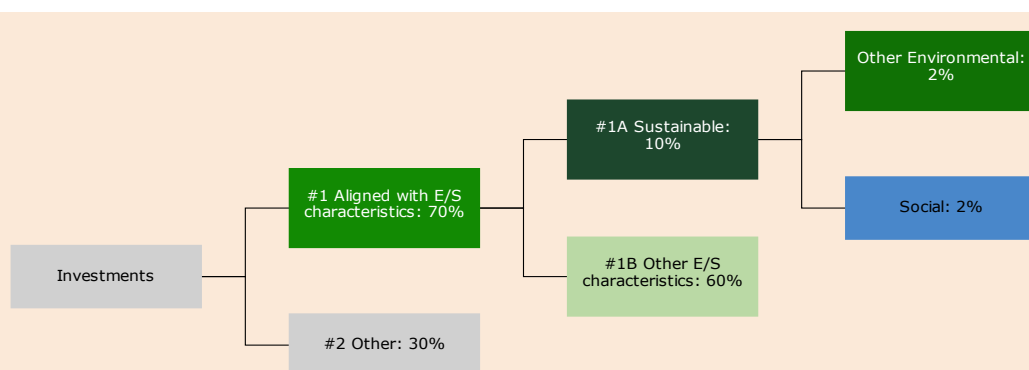 Other Environmental:
2%
#1A Sustainable:
10%
#1 Aligned with E/S
characteristics: 70%
Social: 2%
Investments
#1B Other E/S
characteristics: 60%
#2 Other: 30%